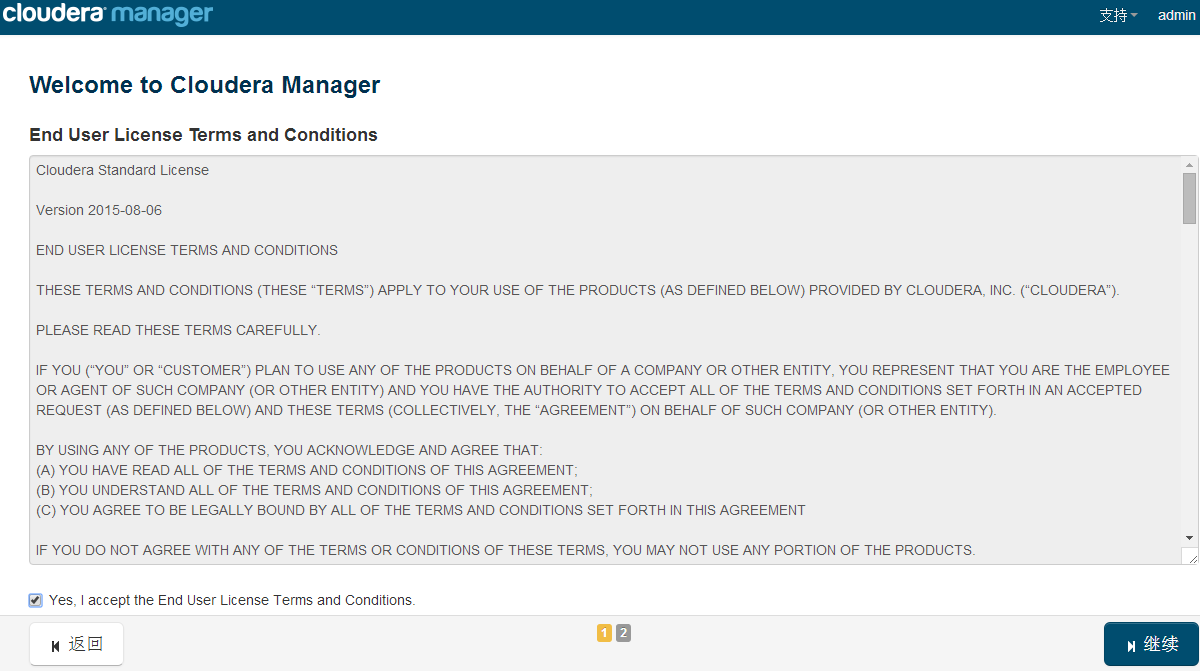 cloudera manager
支持 admin
Welcome to Cloudera Manager
End User License Terms and Conditions
Cloudera Standard License
Version 2015-08-06
END USER LICENSE TERMS AND CONDITIONS
THESE TERMS AND CONDITIONS (THESE “TERMS”) APPLY TO YOUR USE OF THE PRODUCTS (AS DEFINED BELOW) PROVIDED BY CLOUDERA, INC. (“CLOUDERA”).
PLEASE READ THESE TERMS CAREFULLY.
IF YOU (“YOU” OR “CUSTOMER”) PLAN TO USE ANY OF THE PRODUCTS ON BEHALF OF A COMPANY OR OTHER ENTITY, YOU REPRESENT THAT YOU ARE THE EMPLOYEE
OR AGENT OF SUCH COMPANY (OR OTHER ENTITY) AND YOU HAVE THE AUTHORITY TO ACCEPT ALL OF THE TERMS AND CONDITIONS SET FORTH IN AN ACCEPTED
REQUEST (AS DEFINED BELOW) AND THESE TERMS (COLLECTIVELY, THE “AGREEMENT”) ON BEHALF OF SUCH COMPANY (OR OTHER ENTITY).
BY USING ANY OF THE PRODUCTS, YOU ACKNOWLEDGE AND AGREE THAT:
(A) YOU HAVE READ ALL OF THE TERMS AND CONDITIONS OF THIS AGREEMENT;
(B) YOU UNDERSTAND ALL OF THE TERMS AND CONDITIONS OF THIS AGREEMENT;
(C) YOU AGREE TO BE LEGALLY BOUND BY ALL OF THE TERMS AND CONDITIONS SET FORTH IN THIS AGREEMENT
IF YOU DO NOT AGREE WITH ANY OF THE TERMS OR CONDITIONS OF THESE TERMS, YOU MAY NOT USE ANY PORTION OF THE PRODUCTS.
Yes, I accept the End User License Terms and Conditions.
返回
1 2
继续